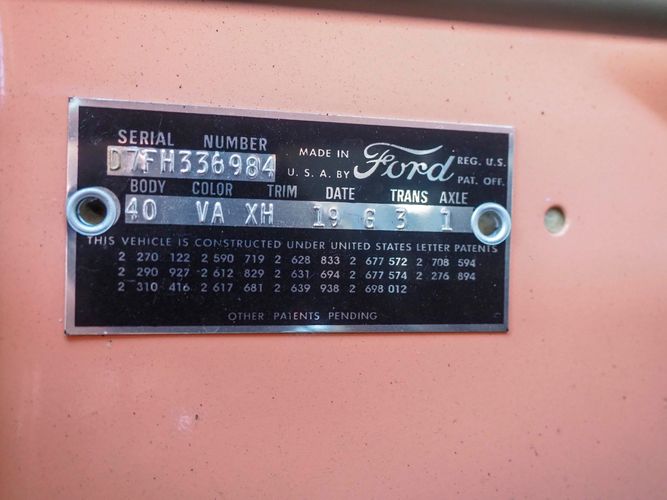 SERIAL NUMBER
D7FH336984
MADE IN
U.S.A. BY
Ford
REG. U.S.
PAT. OFF.
BODY COLOR TRIM DATE TRANS AXLE
40 VA XH 19 G 3 1
THIS VEHICLE IS CONSTRUCTED UNDER UNITED STATES LETTER PATENTS
2 270 122 2 590 719 2 628 833 2 677 572 2 708 594
2 290 927 2 612 829 2 631 694 2 677 574 2 276 894
2 310 416 2 617 681 2 639 938 2 698 012
OTHER PATENTS PENDING